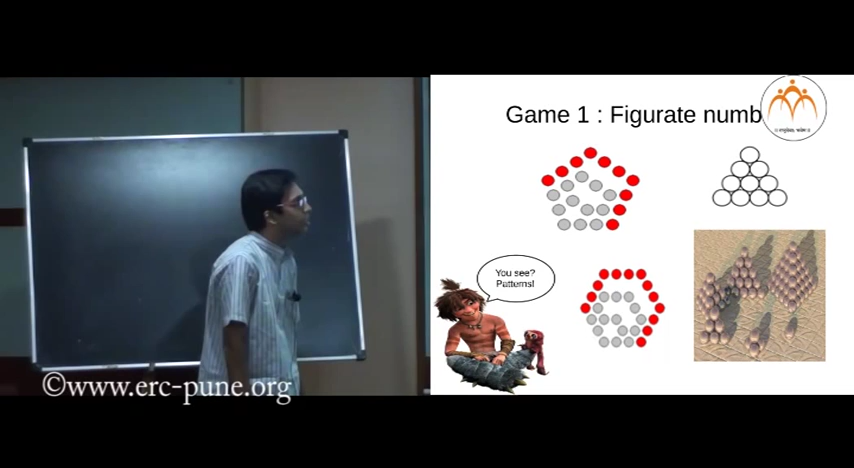 Game 1 : Figurate numb
You see?
Patterns!
©www.erc-pune.org